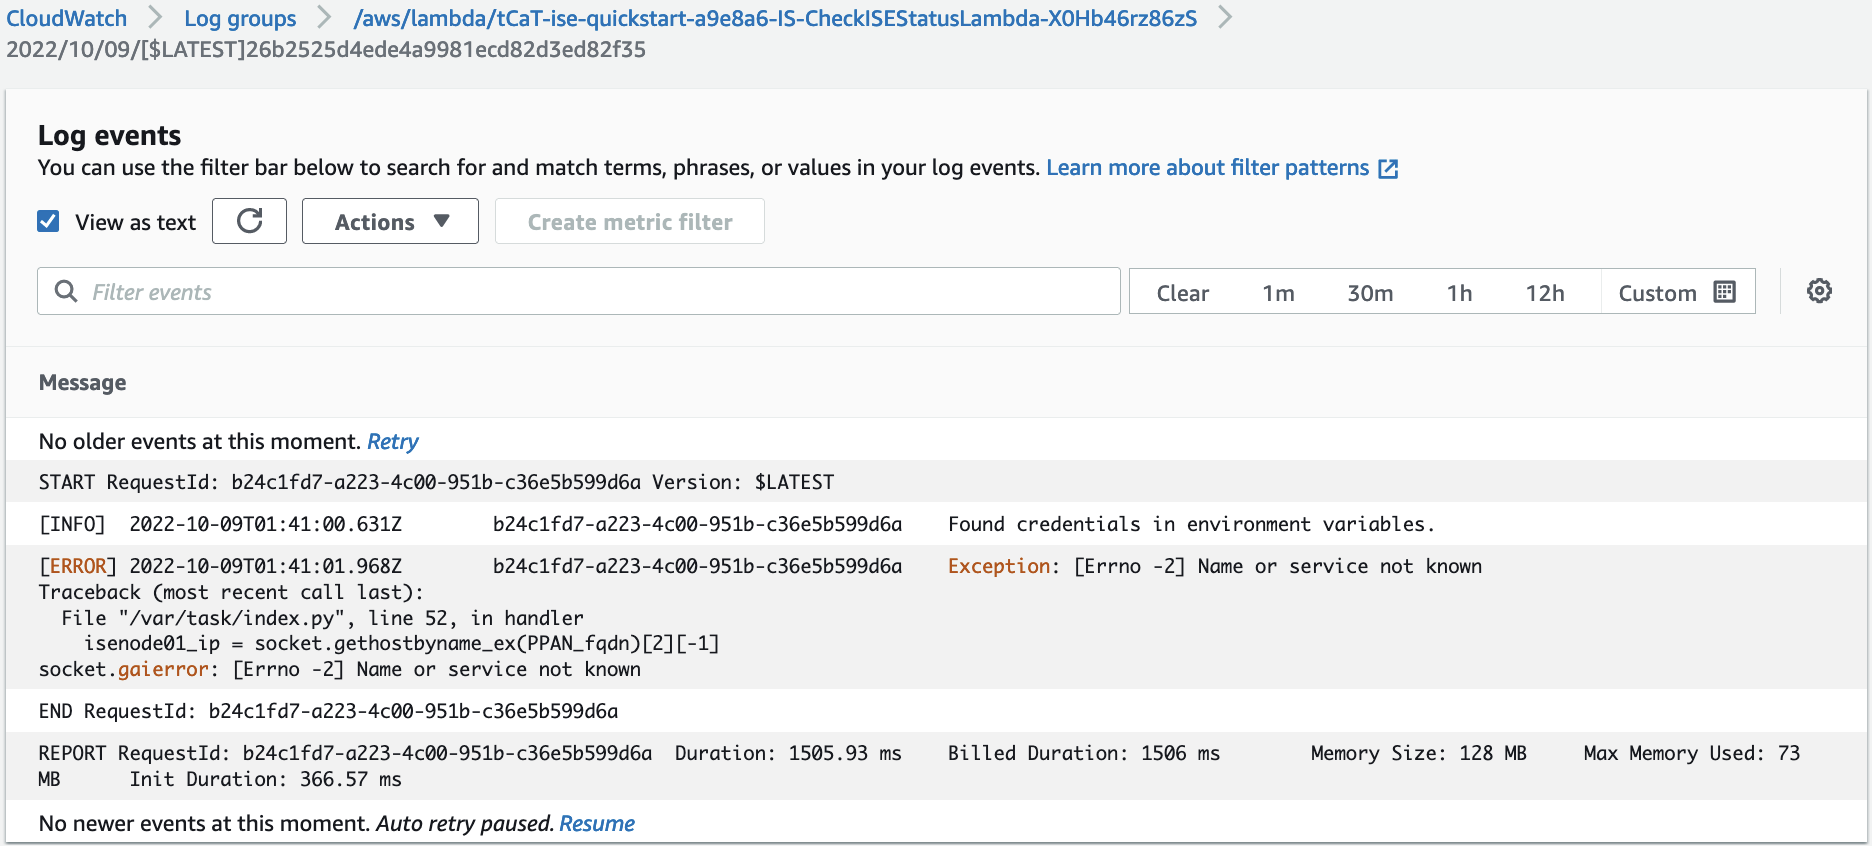 CloudWatch > Log groups > /aws/lambda/tCaT-ise-quickstart-a9e8a6-IS-CheckISEStatusLambda-X0Hb46rz86zS >
2022/10/09/[$LATEST]26b2525d4ede4a9981ecd82d3ed82f35
Log events
You can use the filter bar below to search for and match terms, phrases, or values in your log events. Learn more about filter patterns
View as text Actions ▼ Create metric filter
Filter events Clear 1m 30m 1h 12h Custom
Message
No older events at this moment. Retry
START RequestId: b24c1fd7-a223-4c00-951b-c36e5b599d6a Version: $LATEST
[INFO] 2022-10-09T01:41:00.631Z b24c1fd7-a223-4c00-951b-c36e5b599d6a Found credentials in environment variables.
[ERROR] 2022-10-09T01:41:01.968Z b24c1fd7-a223-4c00-951b-c36e5b599d6a Exception: [Errno -2] Name or service not known
Traceback (most recent call last):
File "/var/task/index.py", line 52, in handler
isenode01_ip = socket.gethostbyname_ex(PPAN_fqdn)[2][-1]
socket.gaierror: [Errno -2] Name or service not known
END RequestId: b24c1fd7-a223-4c00-951b-c36e5b599d6a
REPORT RequestId: b24c1fd7-a223-4c00-951b-c36e5b599d6a Duration: 1505.93 ms Billed Duration: 1506 ms Memory Size: 128 MB Max Memory Used: 73
MB Init Duration: 366.57 ms
No newer events at this moment. Auto retry paused. Resume